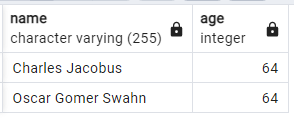 name age
character varying (255) integer
Charles Jacobus 64
Oscar Gomer Swahn 64